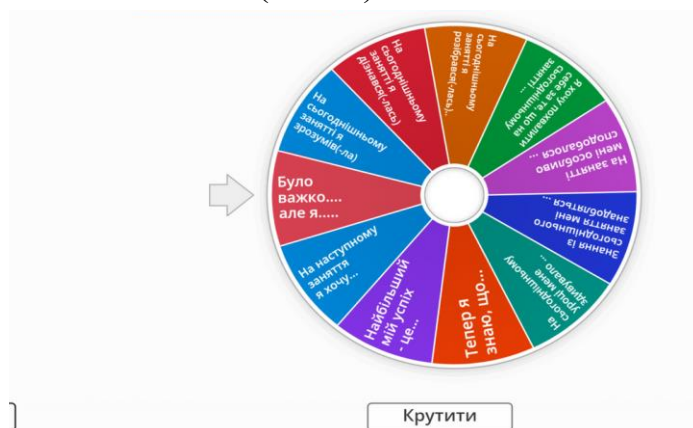 На
сьогоднішньому
занятті я
розібрався(-лась)...
Я хочу похвалити
себе за те, що на
сьогоднішньому
занятті ...
На занятті
мені особливо
сподобалося ...
Знання із
сьогоднішнього
заняття мені
знадобляться ...
На
сьогоднішньому
уроці мене
здивувало ...
Тепер я
знаю, що...
Найбільший
мій успіх
- це...
На наступному
заняття
я хочу...
Було
важко....
але я.....
На
сьогоднішньому
занятті я
зрозумів(-ла)
На
сьогоднішньому
занятті я
дізнався(-лась)
Крутити